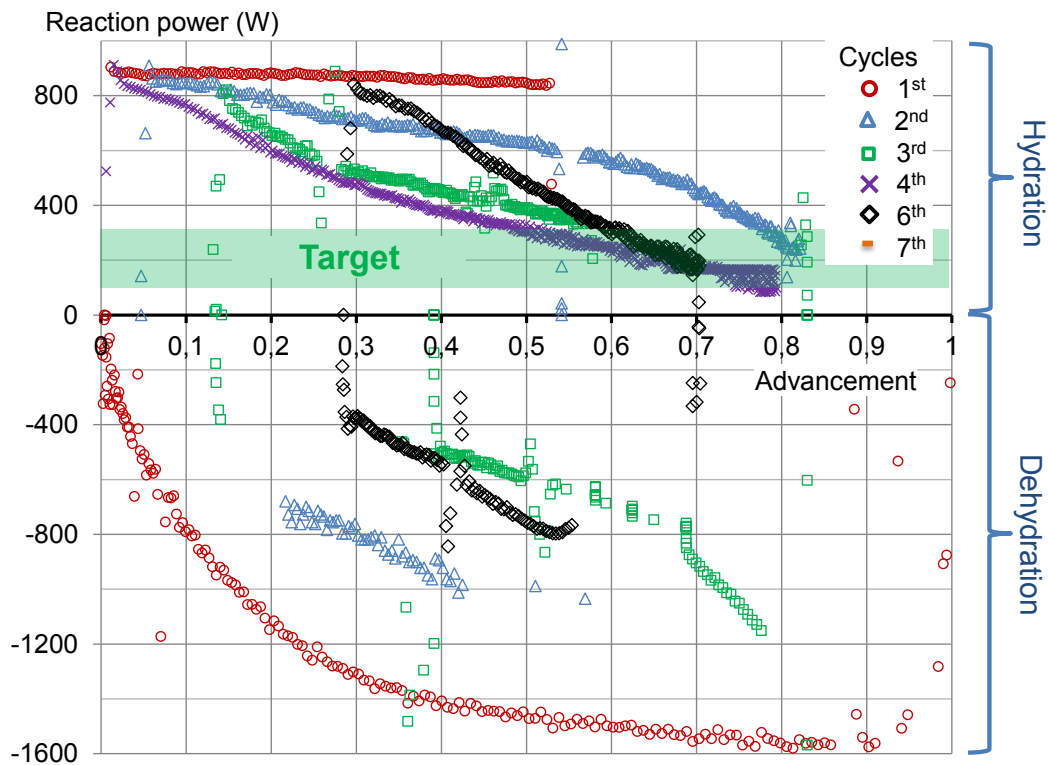 Reaction power (W)
Cycles
1st
2nd
3rd
4th
6th
7th
800
400
0
-400
-800
-1200
-1600
Target
0
0,1
0,2
0,3
0,4
0,5
0,6
0,7
0,8
0,9
1
Advancement
Hydration
Dehydration